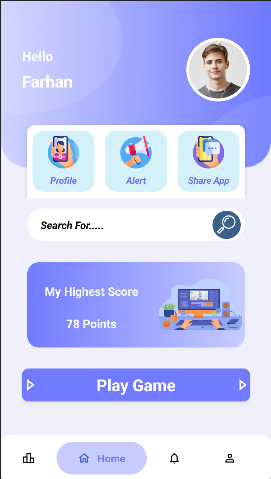 Hello
Farhan
Profile
Alert
Share App
Search For.....
My Highest Score
78 Points
Play Game
Home